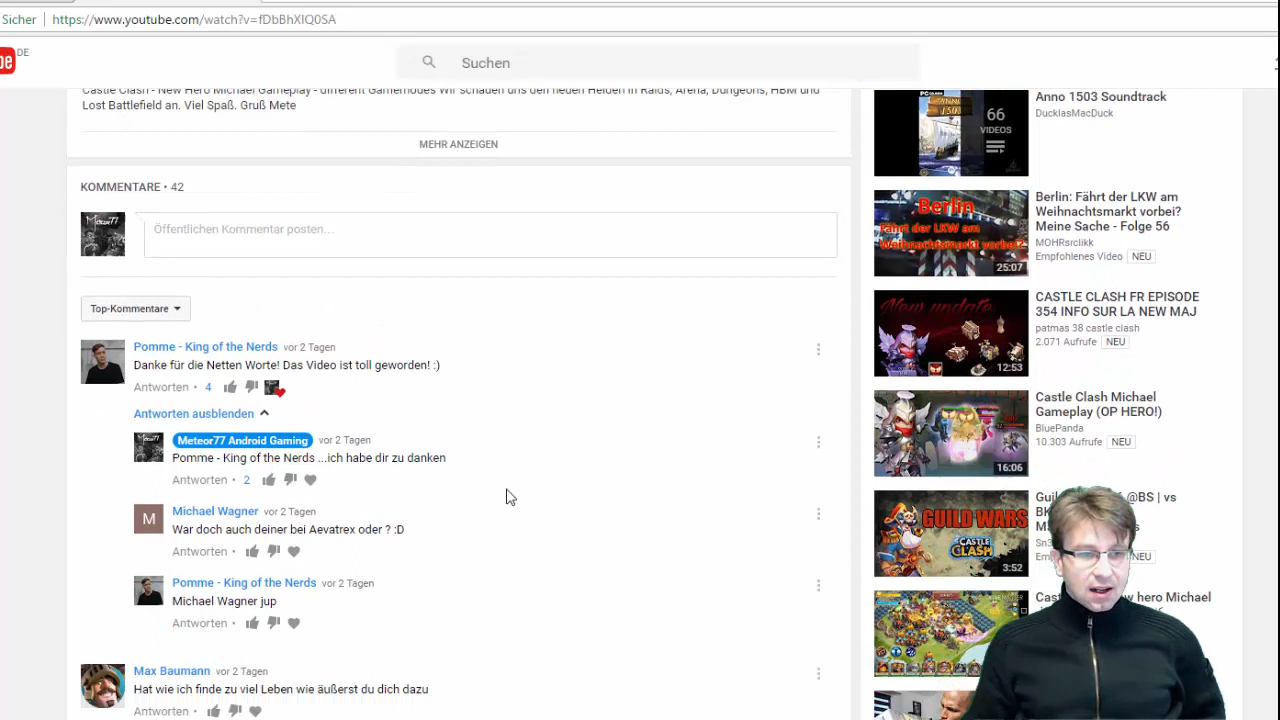 Sicher https://www.youtube.com/watch?v=fDbBhXIQ0SA
be DE
Suchen
Castle Clash - New Hero Michael Gameplay - different Gamemodes Wir schauen uns den neuen Helden in Raids, Arena, Dungeons, HBM und
Lost Battlefield an. Viel Spaß. Gruß Mete
MEHR ANZEIGEN
KOMMENTARE • 42
Öffentlichen Kommentar posten...
Top-Kommentare
Pomme - King of the Nerds vor 2 Tagen
Danke für die Netten Worte! Das Video ist toll geworden! :)
Antworten • 4
Antworten ausblenden
Meteor77 Android Gaming vor 2 Tagen
Pomme - King of the Nerds ...ich habe dir zu danken
Antworten • 2
M
Michael Wagner vor 2 Tagen
War doch auch deiner bei Aevatrex oder ? :D
Antworten •
Pomme - King of the Nerds vor 2 Tagen
Michael Wagner jup
Antworten •
Max Baumann vor 2 Tagen
Hat wie ich finde zu viel Leben wie äußerst du dich dazu
Antworten •
66
VIDEOS
Anno 1503 Soundtrack
DucklasMacDuck
Berlin
Fährt der LKW am
Weihnachtsmarkt vorbei?
25:07
Berlin: Fährt der LKW am
Weihnachtsmarkt vorbei?
Meine Sache - Folge 56
MOHRsrclikk
Empfohlenes Video NEU
New update
12:53
CASTLE CLASH FR EPISODE
354 INFO SUR LA NEW MAJ
patmas 38 castle clash
2.071 Aufrufe NEU
16:06
Castle Clash Michael
Gameplay (OP HERO!)
BluePanda
10.303 Aufrufe NEU
GUILD WARS
CASTLE
CLASH
3:52
@BS | vs
NEU
hero Michael